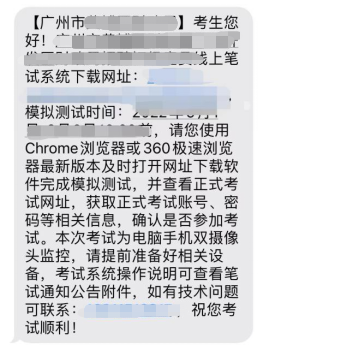 【广州市】考生您
好！
线上笔
试系统下载网址：
模拟测试时间：
前，请您使用
Chrome浏览器或360极速浏览
器最新版本及时打开网址下载软
件完成模拟测试，并查看正式考
试网址，获取正式考试账号、密
码等相关信息，确认是否参加考
试。本次考试为电脑手机双摄像
头监控，请提前准备好相关设
备，考试系统操作说明可查看笔
试通知公告附件，如有技术问题
可联系：，祝您考
试顺利！